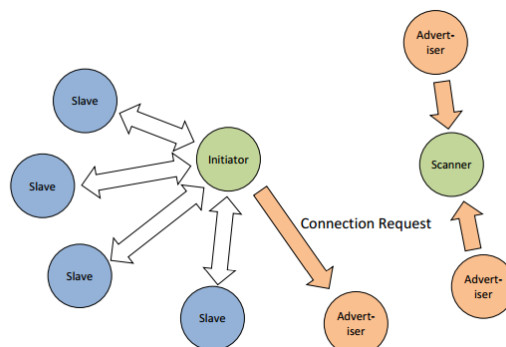 Advert-
iser
Slave
Initiator
Scanner
Slave
Connection Request
Slave
Advert-
iser
Slave
Advert-
iser